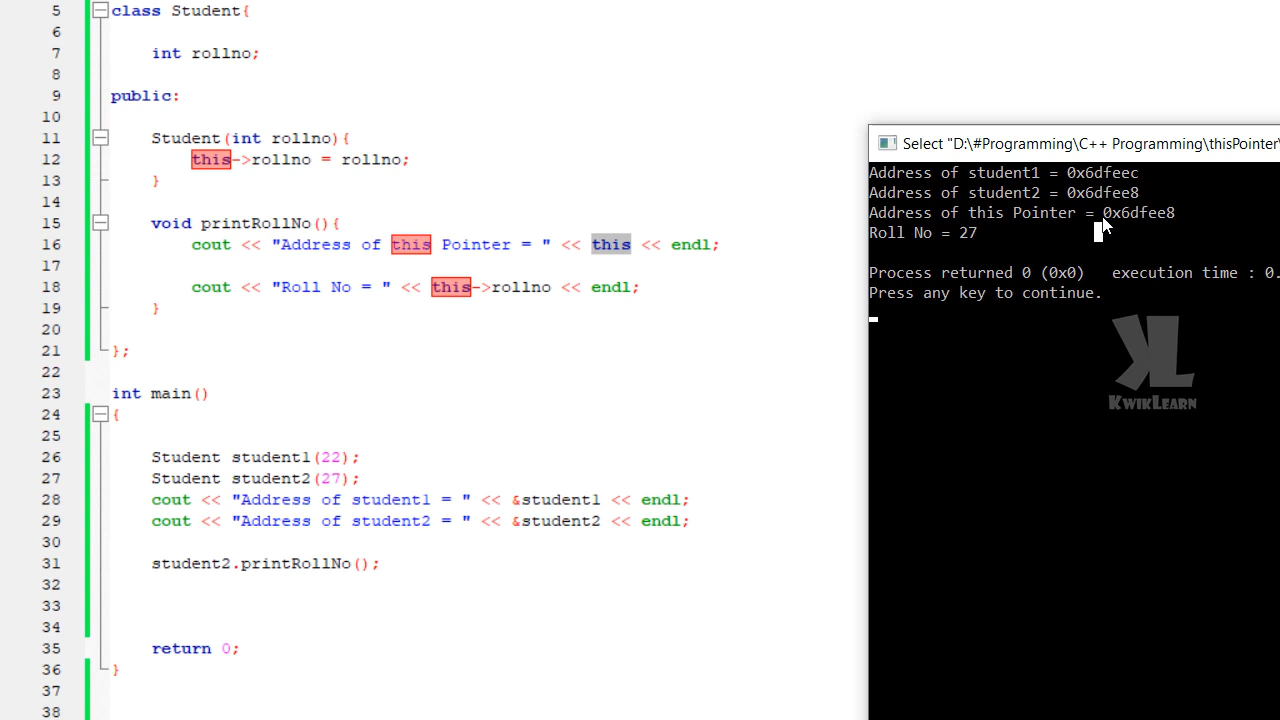 5 class Student{
6
7 int rollno;
8
9 public:
10
11 Student(int rollno){
12 this->rollno = rollno;
13 }
14
15 void printRollNo(){
16 cout << "Address of this Pointer = " << this << endl;
17
18 cout << "Roll No = " << this->rollno << endl;
19 }
20
21 };
22
23 int main()
24 {
25
26 Student student1(22);
27 Student student2(27);
28 cout << "Address of student1 = " << &student1 << endl;
29 cout << "Address of student2 = " << &student2 << endl;
30
31 student2.printRollNo();
32
33
34
35 return 0;
36 }
37
38
Select "D:\#Programming\C++ Programming\thisPointer\
Address of student1 = 0x6dfeec
Address of student2 = 0x6dfee8
Address of this Pointer = 0x6dfee8
Roll No = 27
Process returned 0 (0x0) execution time : 0.
Press any key to continue.
KL
KWIKLEARN